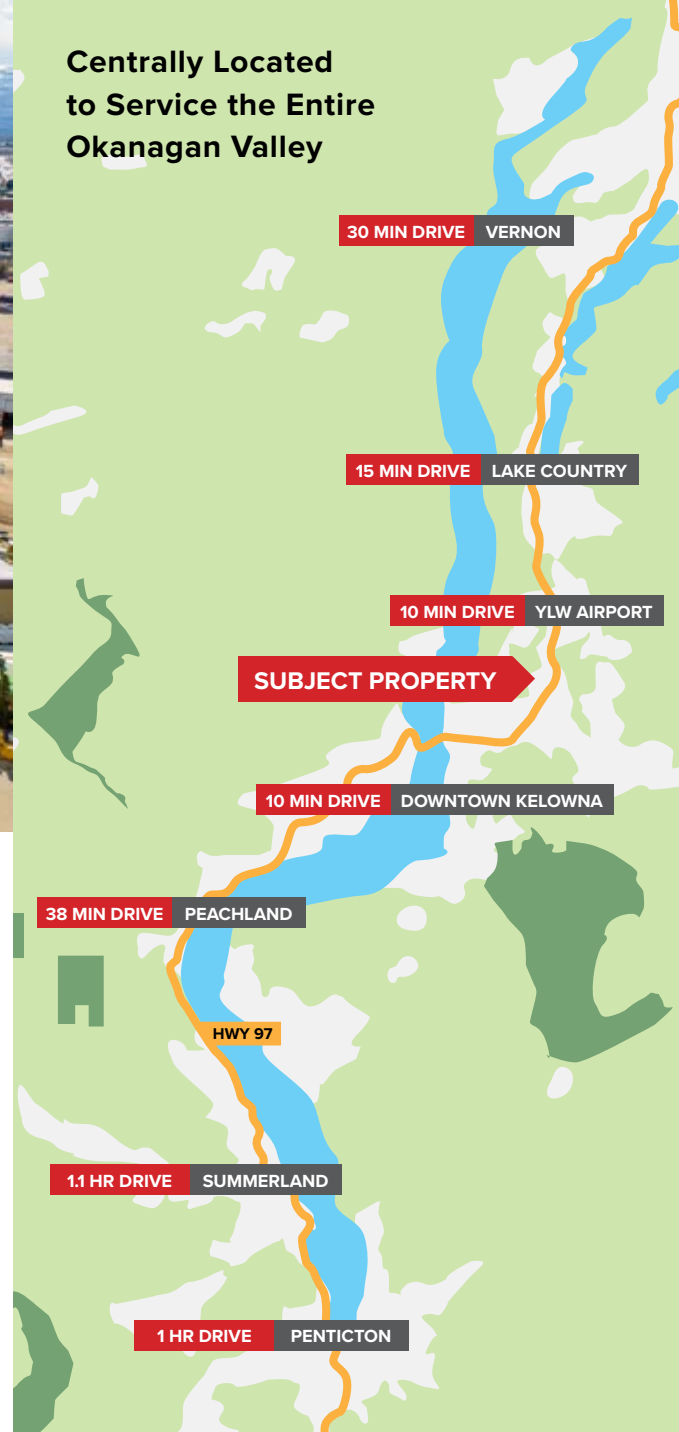 Centrally Located
to Service the Entire
Okanagan Valley
30 MIN DRIVE VERNON
15 MIN DRIVE LAKE COUNTRY
10 MIN DRIVE YLW AIRPORT
SUBJECT PROPERTY
10 MIN DRIVE DOWNTOWN KELOWNA
38 MIN DRIVE PEACHLAND
HWY 97
1.1 HR DRIVE SUMMERLAND
1 HR DRIVE PENTICTON